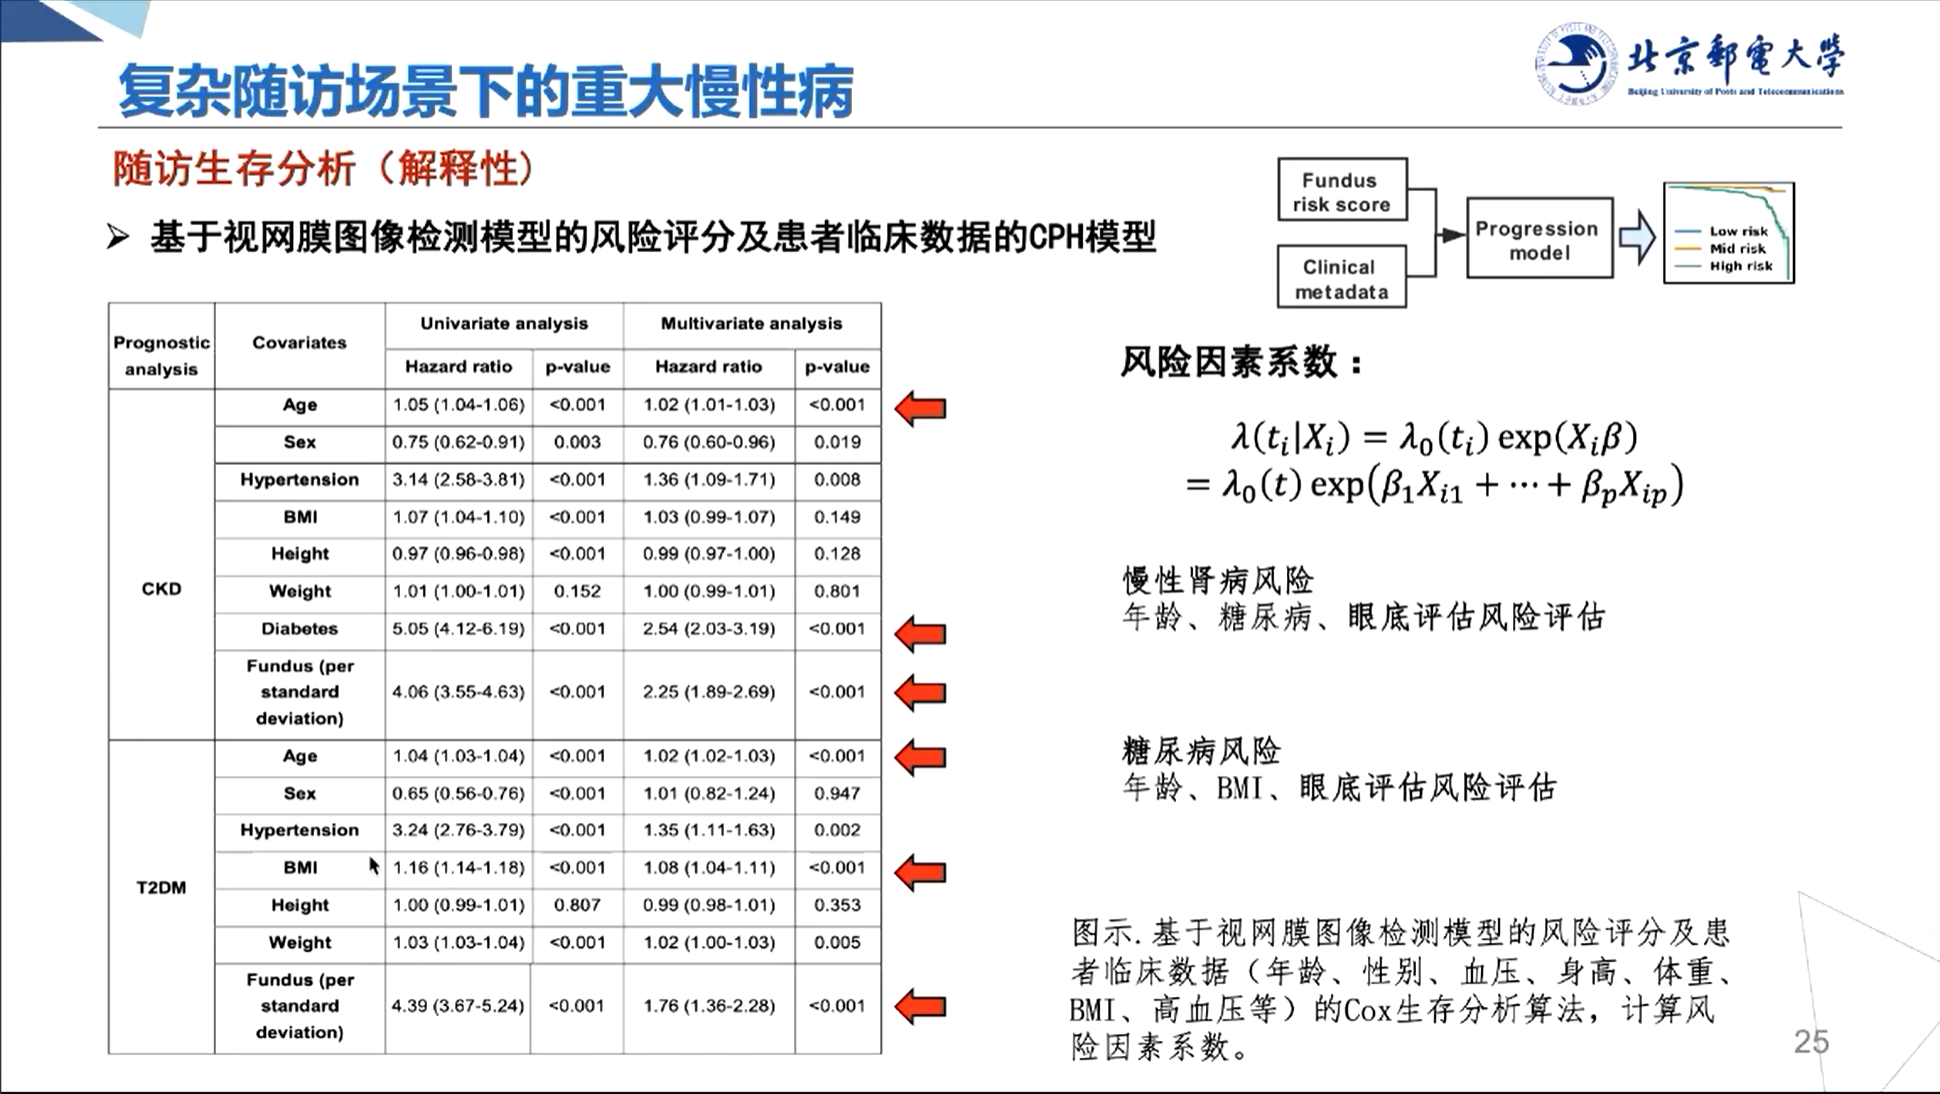 复杂随访场景下的重大慢性病
北京邮电大学
Beijing University of Posts and Telecommunications
随访生存分析（解释性)
➢ 基于视网膜图像检测模型的风险评分及患者临床数据的CPH模型
Fundus
risk score
Clinical
metadata
Progression
model
Low risk
Mid risk
High risk
Prognostic
analysis
Covariates
Univariate analysis
Multivariate analysis
Hazard ratio p-value Hazard ratio p-value
CKD
Age 1.05 (1.04-1.06) <0.001 1.02 (1.01-1.03) <0.001
Sex 0.75 (0.62-0.91) 0.003 0.76 (0.60-0.96) 0.019
Hypertension 3.14 (2.58-3.81) <0.001 1.36 (1.09-1.71) 0.008
BMI 1.07 (1.04-1.10) <0.001 1.03 (0.99-1.07) 0.149
Height 0.97 (0.96-0.98) <0.001 0.99 (0.97-1.00) 0.128
Weight 1.01 (1.00-1.01) 0.152 1.00 (0.99-1.01) 0.801
Diabetes 5.05 (4.12-6.19) <0.001 2.54 (2.03-3.19) <0.001
Fundus (per
standard
deviation)
4.06 (3.55-4.63) <0.001 2.25 (1.89-2.69) <0.001
T2DM
Age 1.04 (1.03-1.04) <0.001 1.02 (1.02-1.03) <0.001
Sex 0.65 (0.56-0.76) <0.001 1.01 (0.82-1.24) 0.947
Hypertension 3.24 (2.76-3.79) <0.001 1.35 (1.11-1.63) 0.002
BMI 1.16 (1.14-1.18) <0.001 1.08 (1.04-1.11) <0.001
Height 1.00 (0.99-1.01) 0.807 0.99 (0.98-1.01) 0.353
Weight 1.03 (1.03-1.04) <0.001 1.02 (1.00-1.03) 0.005
Fundus (per
standard
deviation)
4.39 (3.67-5.24) <0.001 1.76 (1.36-2.28) <0.001
风险因素系数：
λ(tᵢ|Xᵢ) = λ₀(tᵢ) exp(Xᵢβ)
= λ₀(t) exp(β₁Xᵢ₁ + ⋯ + βₚXᵢₚ)
慢性肾病风险
年龄、糖尿病、眼底评估风险评估
糖尿病风险
年龄、BMI、眼底评估风险评估
图示.基于视网膜图像检测模型的风险评分及患
者临床数据（年龄、性别、血压、身高、体重、
BMI、高血压等）的Cox生存分析算法，计算风
险因素系数。
25